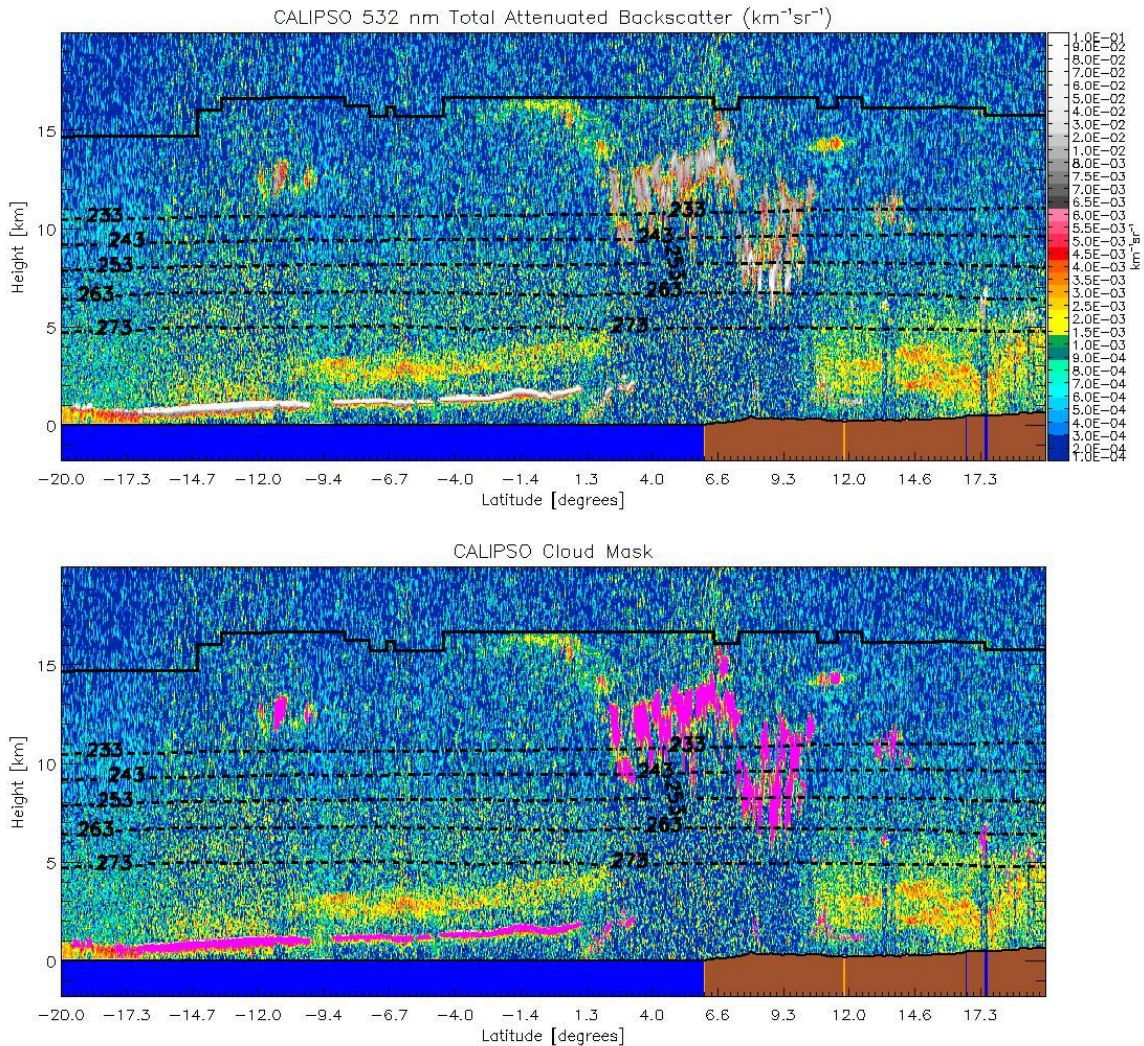 CALIPSO 532 nm Total Attenuated Backscatter (km⁻¹sr⁻¹)
1.0E-01
9.0E-02
8.0E-02
7.0E-02
6.0E-02
5.0E-02
4.0E-02
3.0E-02
2.0E-02
1.0E-02
8.0E-03
7.5E-03
7.0E-03
6.5E-03
6.0E-03
5.5E-03
5.0E-03
4.5E-03
4.0E-03
3.5E-03
3.0E-03
2.5E-03
2.0E-03
1.5E-03
1.0E-03
9.0E-04
8.0E-04
7.0E-04
6.0E-04
5.0E-04
4.0E-04
3.0E-04
2.0E-04
1.0E-04
km⁻¹sr⁻¹
Height [km]
15
10
5
0
233 233
243 243
253 253
263 263
273 273
-20.0 -17.3 -14.7 -12.0 -9.4 -6.7 -4.0 -1.4 1.3 4.0 6.6 9.3 12.0 14.6 17.3
Latitude [degrees]
CALIPSO Cloud Mask
Height [km]
15
10
5
0
233 233
243 243
253 253
263 263
273 273
-20.0 -17.3 -14.7 -12.0 -9.4 -6.7 -4.0 -1.4 1.3 4.0 6.6 9.3 12.0 14.6 17.3
Latitude [degrees]